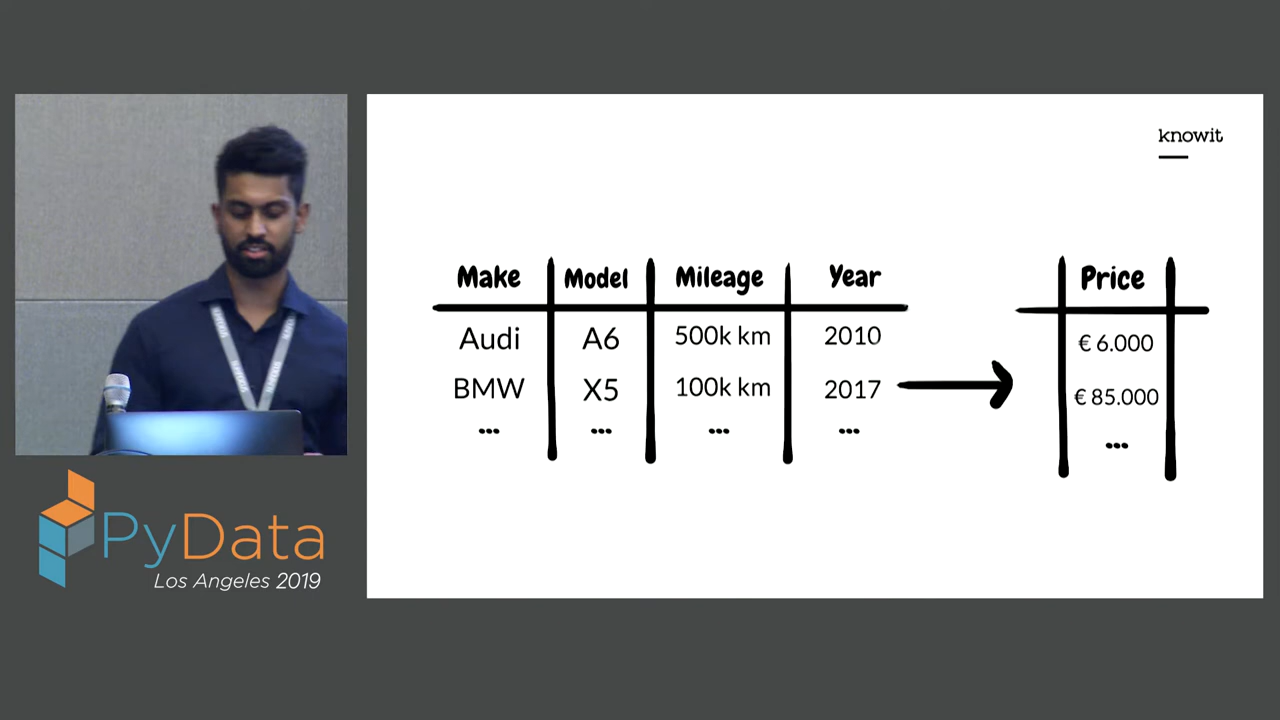 knowit
Make Model Mileage Year Price
Audi A6 500k km 2010 € 6.000
BMW X5 100k km 2017 € 85.000
... ... ... ... ...
PyData
Los Angeles 2019